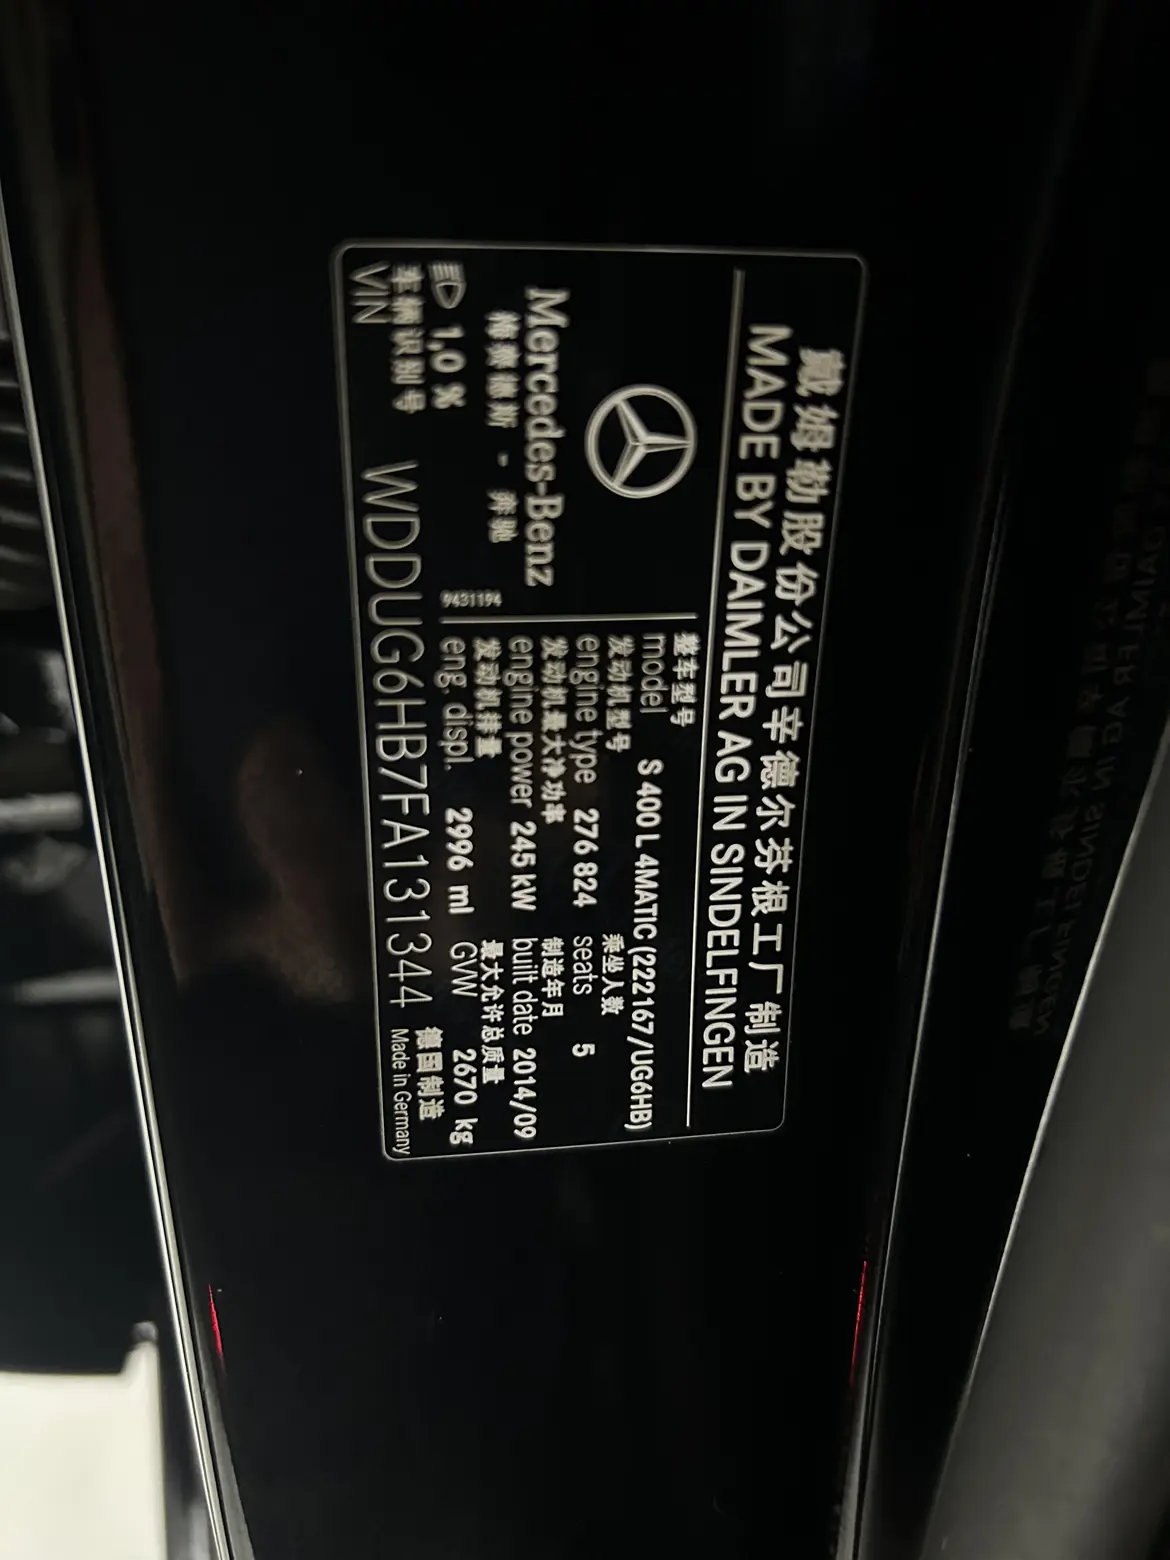 戴姆勒股份公司辛德尔芬根工厂制造
MADE BY DAIMLER AG IN SINDELFINGEN
Mercedes-Benz
梅赛德斯 - 奔驰
1,0 %
9431194
整车型号
model S 400 L 4MATIC (222167/UG6HB)
发动机型号 乘坐人数
engine type 276 824 seats 5
发动机最大净功率 制造年月
engine power 245 kW built date 2014/09
发动机排量 最大允许总质量
eng. displ. 2996 ml GW 2670 kg
车辆识别号 德国制造
VIN WDDUG6HB7FA131344 Made in Germany